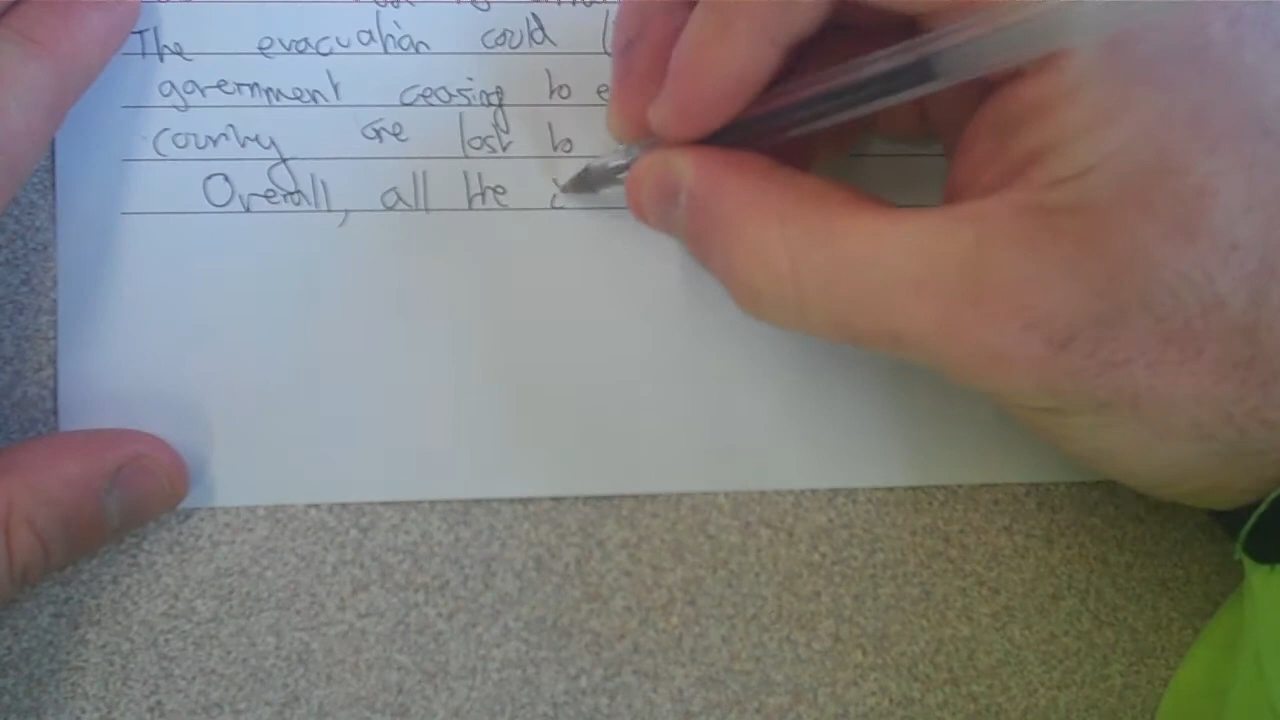 The evacuation could
government ceasing to e
country are lost to
Overall, all the